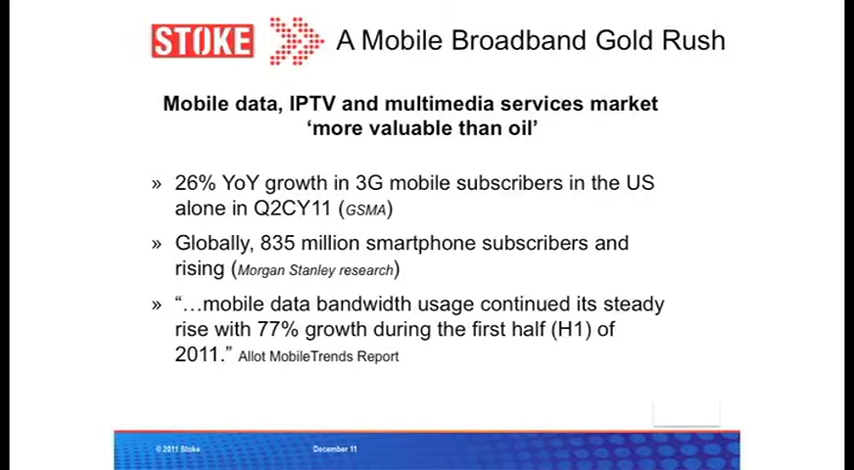 STOKE A Mobile Broadband Gold Rush
Mobile data, IPTV and multimedia services market
‘more valuable than oil’
» 26% YoY growth in 3G mobile subscribers in the US
alone in Q2CY11 (GSMA)
» Globally, 835 million smartphone subscribers and
rising (Morgan Stanley research)
» “…mobile data bandwidth usage continued its steady
rise with 77% growth during the first half (H1) of
2011.” Allot MobileTrends Report
© 2011 Stoke December 11